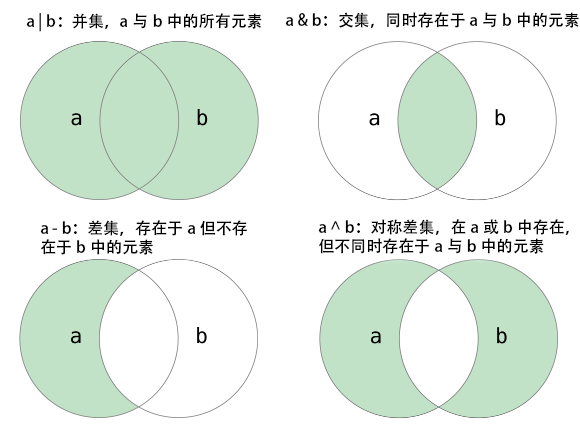 a | b：并集，a 与 b 中的所有元素
a & b：交集，同时存在于 a 与 b 中的元素
a b
a b
a - b：差集，存在于 a 但不存
在于 b 中的元素
a ^ b：对称差集，在 a 或 b 中存在，
但不同时存在于 a 与 b 中的元素
a b
a b